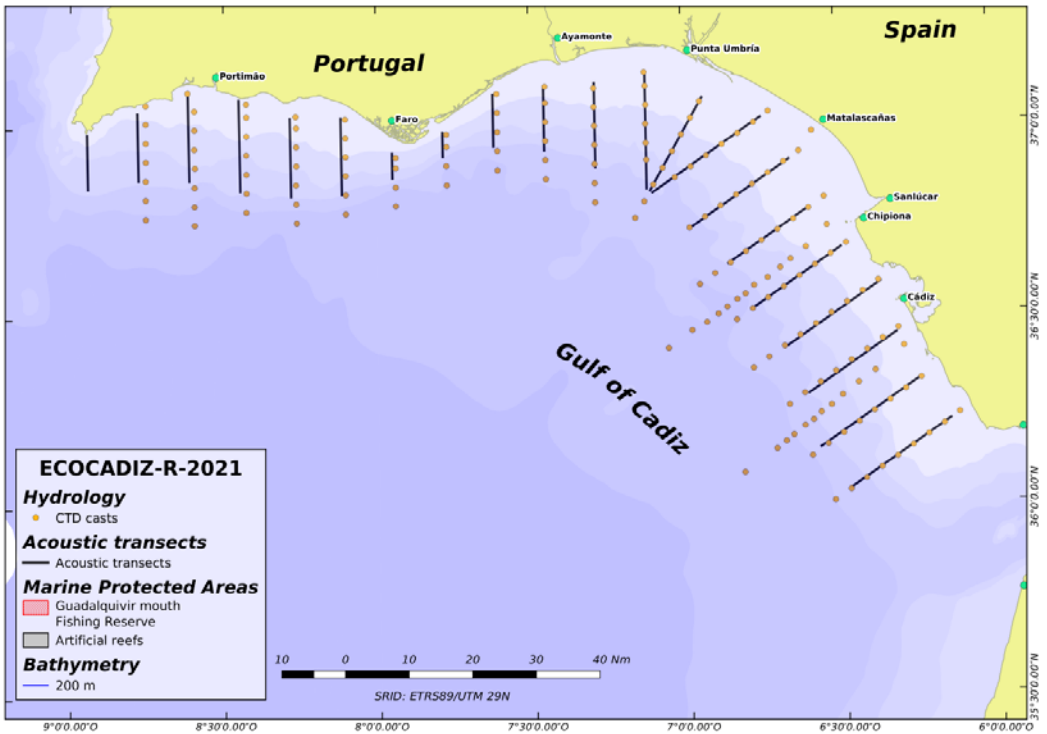 Spain
Ayamonte
Punta Umbría
Portugal
Portimão
Faro
Matalascañas
Sanlúcar
Chipiona
Cádiz
Gulf of Cadiz
37°0'0.00"N
36°30'0.00"N
36°0'0.00"N
35°30'0.00"N
ECOCADIZ-R-2021
Hydrology
CTD casts
Acoustic transects
Acoustic transects
Marine Protected Areas
Guadalquivir mouth
Fishing Reserve
Artificial reefs
Bathymetry
200 m
10 0 10 20 30 40 Nm
SRID: ETRS89/UTM 29N
9°0'0.00"O 8°30'0.00"O 8°0'0.00"O 7°30'0.00"O 7°0'0.00"O 6°30'0.00"O 6°0'0.00"O